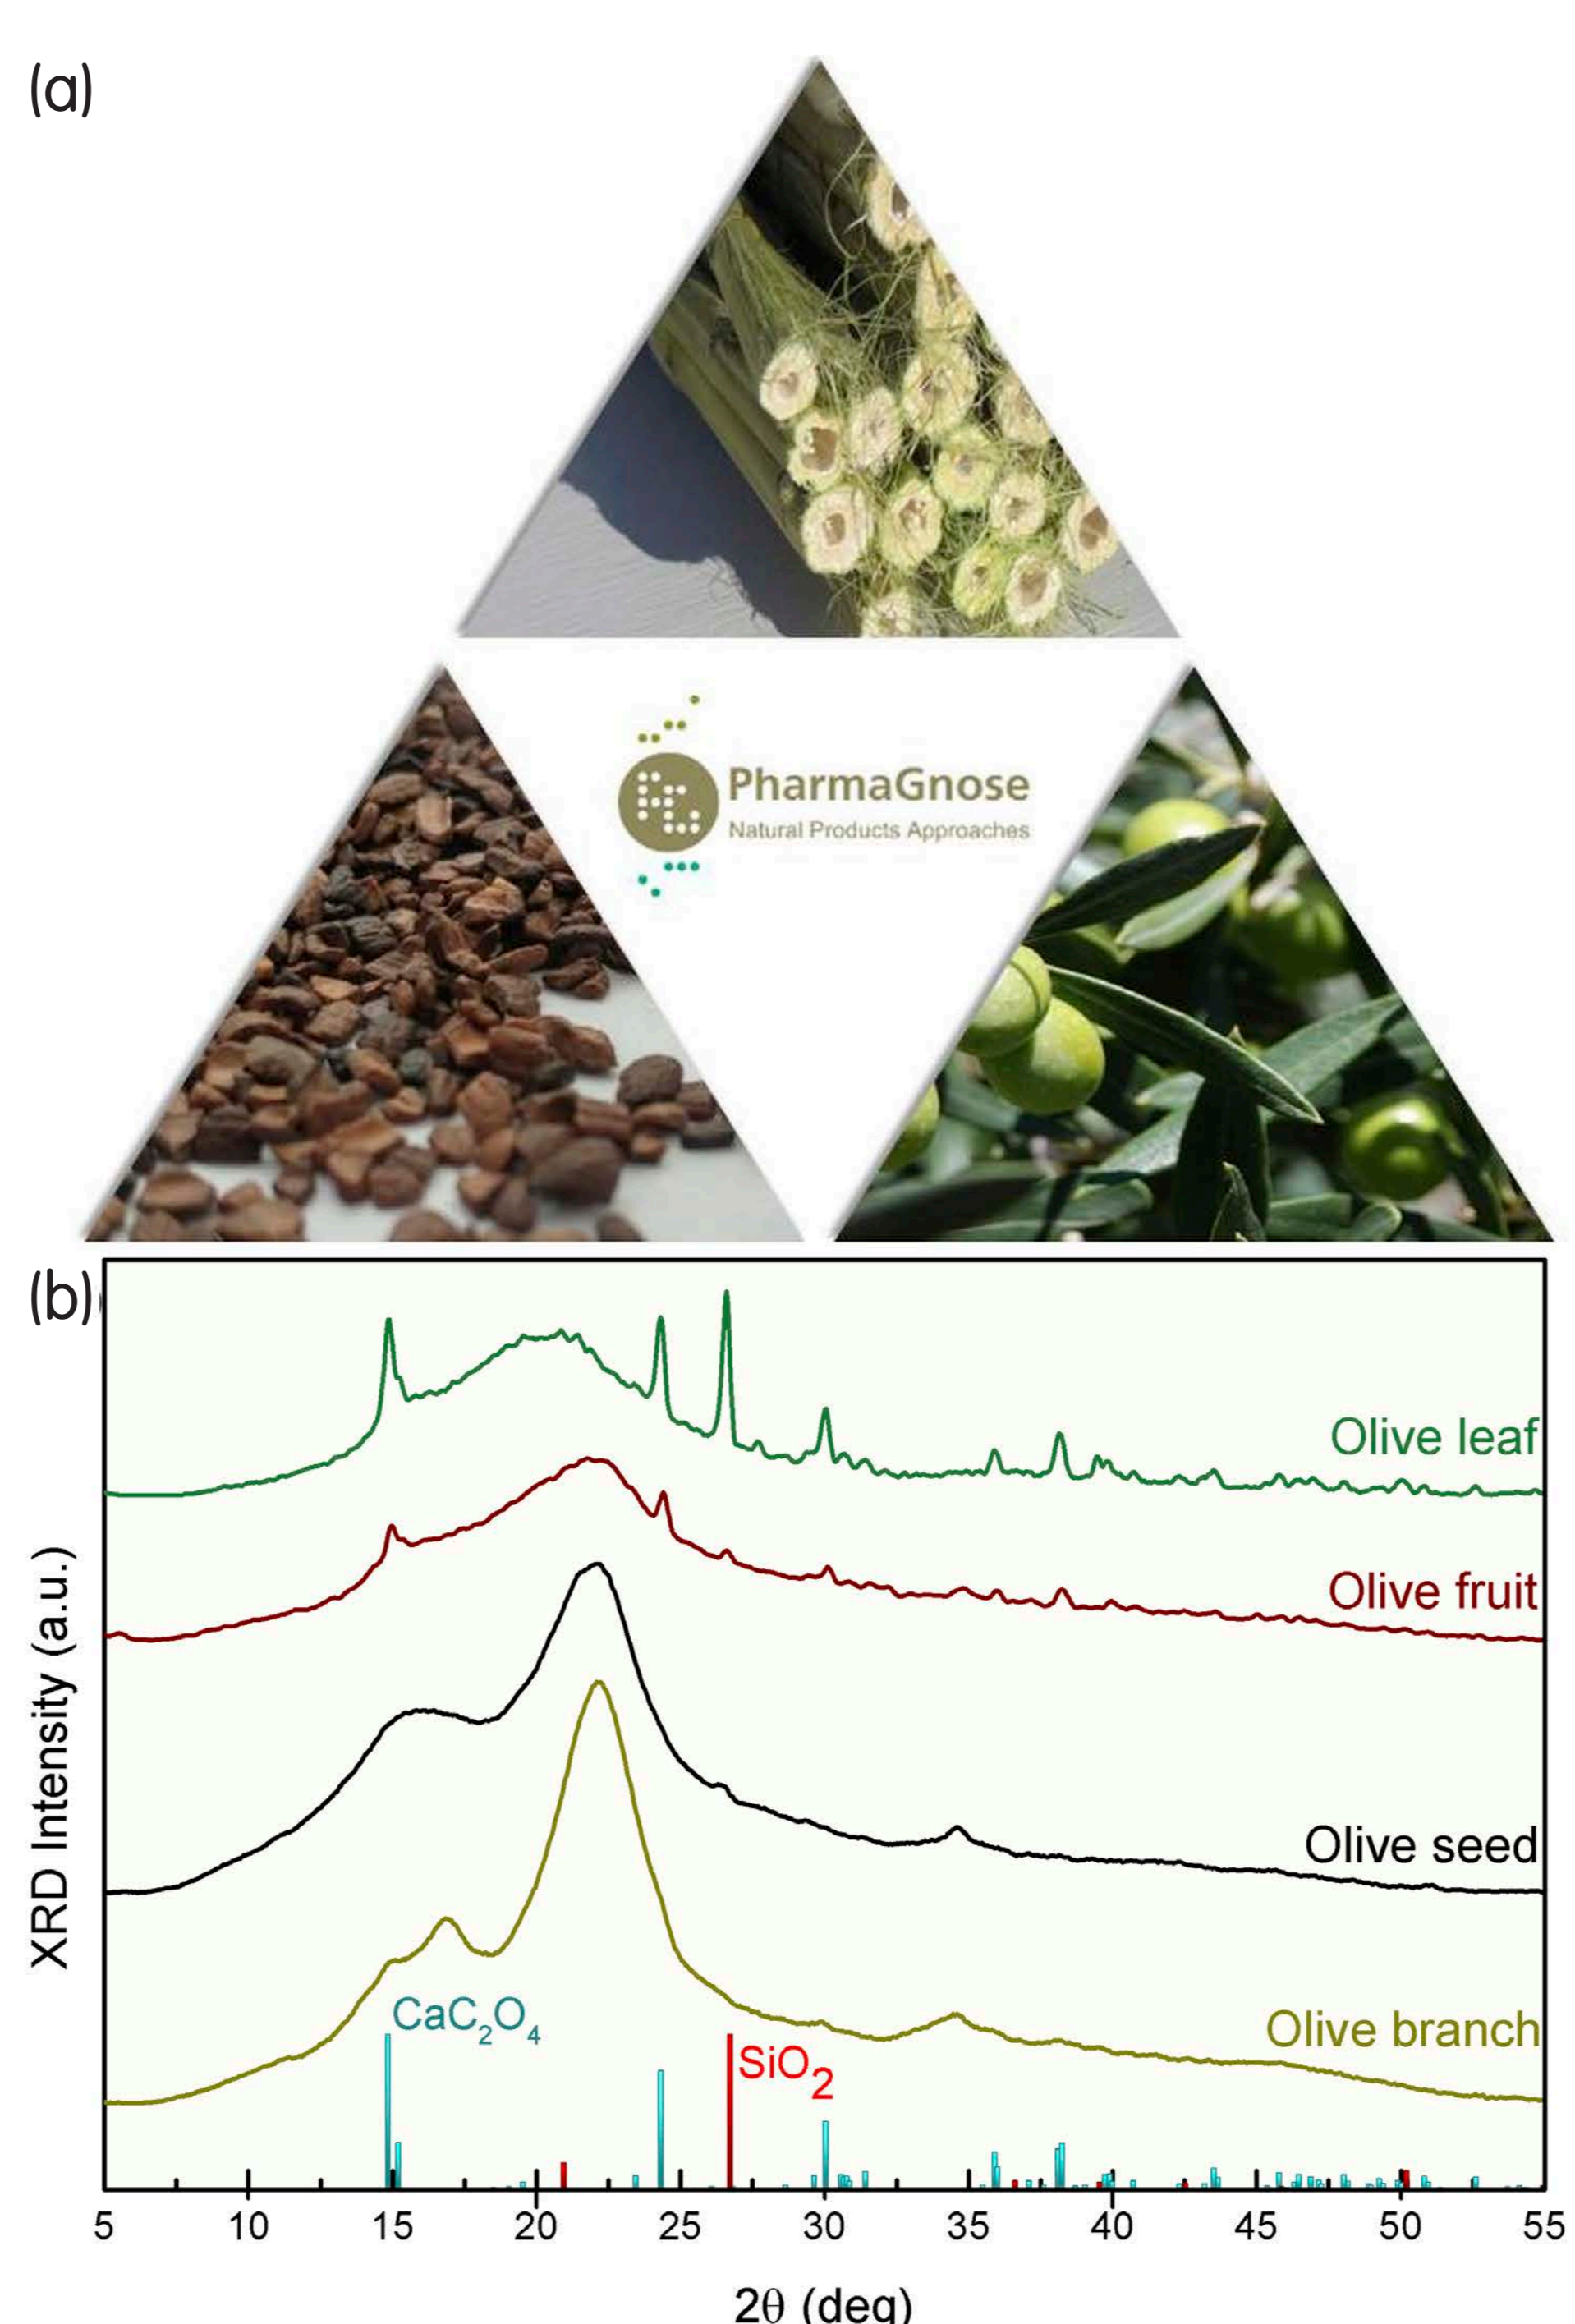 (a)
PharmaGnose
Natural Products Approaches
(b)
Olive leaf
Olive fruit
Olive seed
Olive branch
CaC₂O₄
SiO₂
XRD Intensity (a.u.)
5 10 15 20 25 30 35 40 45 50 55
2θ (deg)